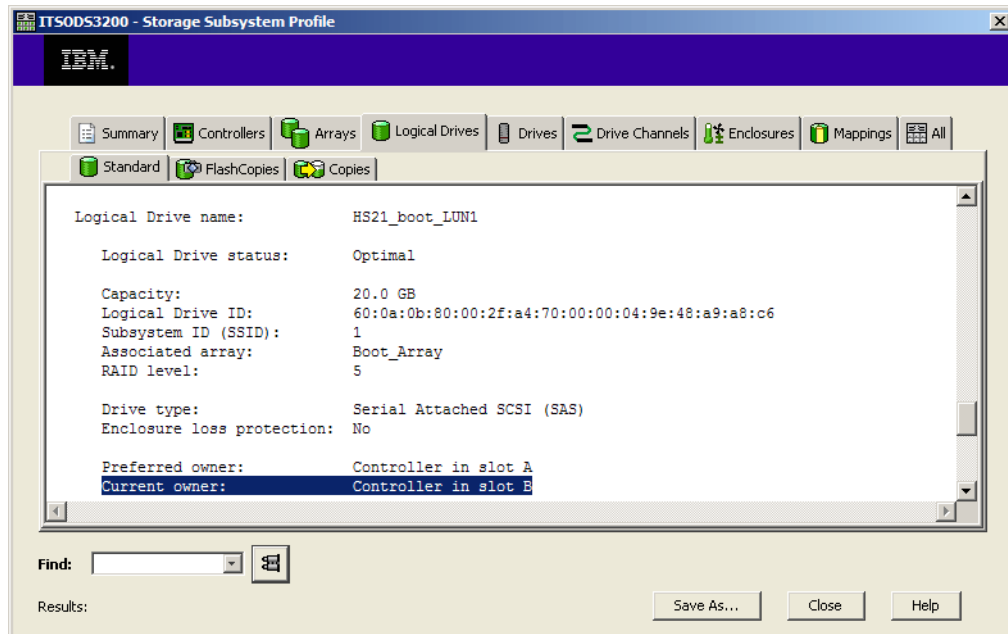 ITSODS3200 - Storage Subsystem Profile
IBM.
Summary Controllers Arrays Logical Drives Drives Drive Channels Enclosures Mappings All
Standard FlashCopies Copies
Logical Drive name: HS21_boot_LUN1
Logical Drive status: Optimal
Capacity: 20.0 GB
Logical Drive ID: 60:0a:0b:80:00:2f:a4:70:00:00:04:9e:48:a9:a8:c6
Subsystem ID (SSID): 1
Associated array: Boot_Array
RAID level: 5
Drive type: Serial Attached SCSI (SAS)
Enclosure loss protection: No
Preferred owner: Controller in slot A
Current owner: Controller in slot B
Find:
Results:
Save As... Close Help